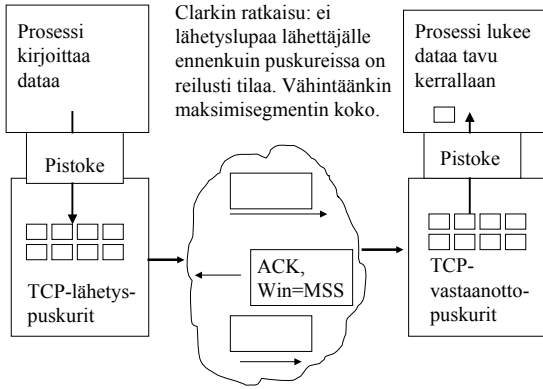 Prosessi
kirjoittaa
dataa
Clarkin ratkaisu: ei
lähetyslupaa lähettäjälle
ennenkuin puskureissa on
reilusti tilaa. Vähintäänkin
maksimisegmentin koko.
Prosessi lukee
dataa tavu
kerrallaan
Pistoke
Pistoke
ACK,
Win=MSS
TCP-lähetys-
puskurit
TCP-
vastaanotto-
puskurit